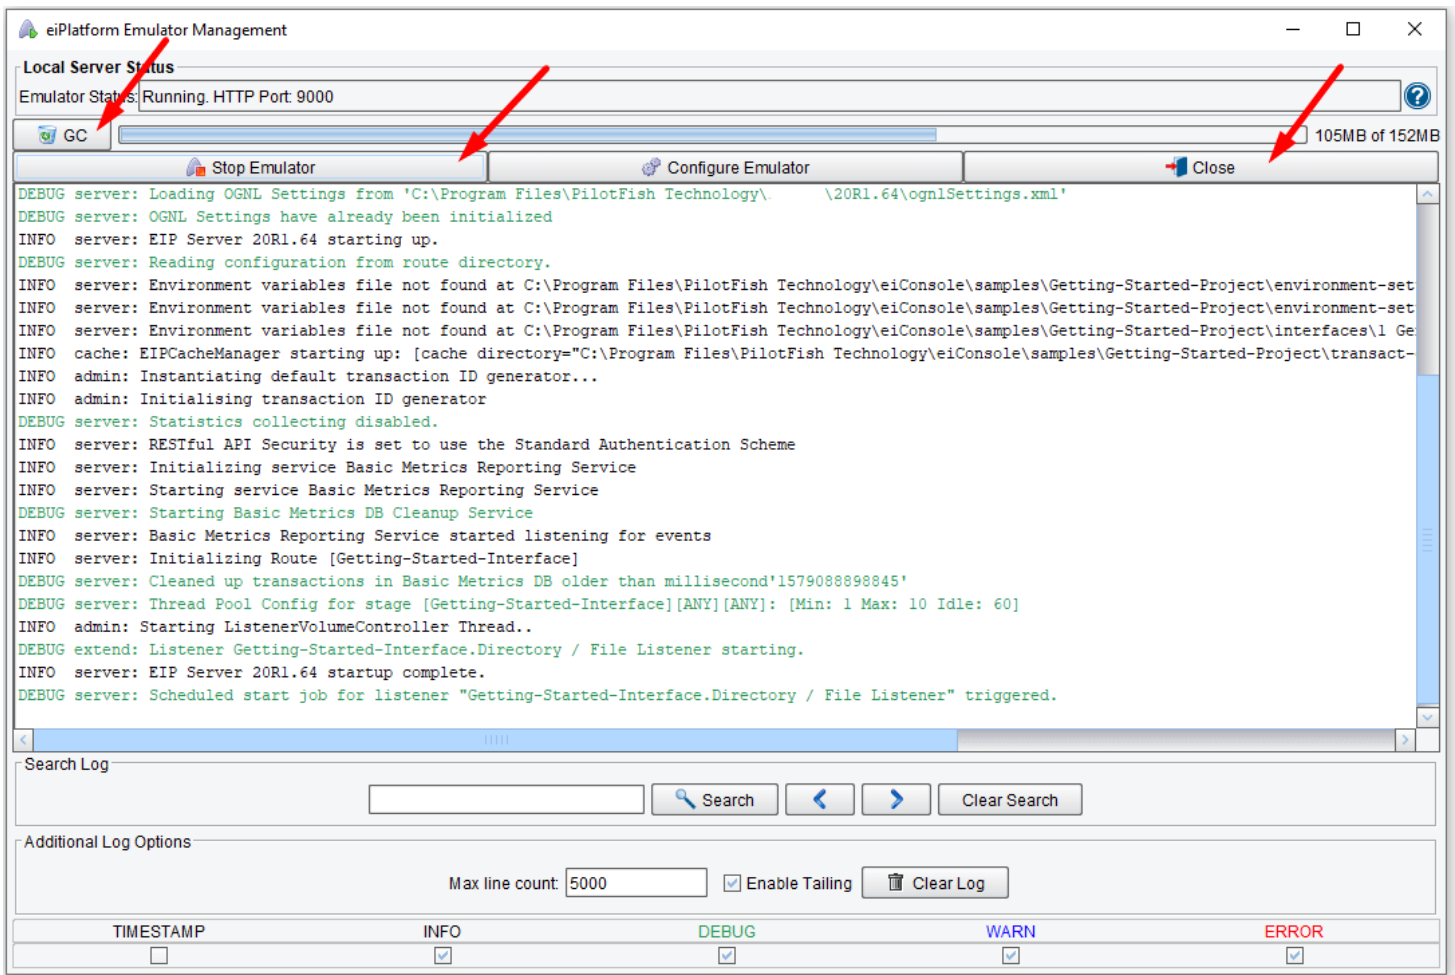 eiPlatform Emulator Management
Local Server Status
Emulator Status: Running. HTTP Port: 9000
GC 105MB of 152MB
Stop Emulator Configure Emulator Close
DEBUG server: Loading OGNL Settings from 'C:\Program Files\PilotFish Technology\ \20R1.64\ognlSettings.xml'
DEBUG server: OGNL Settings have already been initialized
INFO server: EIP Server 20R1.64 starting up.
DEBUG server: Reading configuration from route directory.
INFO server: Environment variables file not found at C:\Program Files\PilotFish Technology\eiConsole\samples\Getting-Started-Project\environment-set
INFO server: Environment variables file not found at C:\Program Files\PilotFish Technology\eiConsole\samples\Getting-Started-Project\environment-set
INFO server: Environment variables file not found at C:\Program Files\PilotFish Technology\eiConsole\samples\Getting-Started-Project\interfaces\1 Ge
INFO cache: EIPCacheManager starting up: [cache directory="C:\Program Files\PilotFish Technology\eiConsole\samples\Getting-Started-Project\transact-
INFO admin: Instantiating default transaction ID generator...
INFO admin: Initialising transaction ID generator
DEBUG server: Statistics collecting disabled.
INFO server: RESTful API Security is set to use the Standard Authentication Scheme
INFO server: Initializing service Basic Metrics Reporting Service
INFO server: Starting service Basic Metrics Reporting Service
DEBUG server: Starting Basic Metrics DB Cleanup Service
INFO server: Basic Metrics Reporting Service started listening for events
INFO server: Initializing Route [Getting-Started-Interface]
DEBUG server: Cleaned up transactions in Basic Metrics DB older than millisecond'1579088898845'
DEBUG server: Thread Pool Config for stage [Getting-Started-Interface][ANY][ANY]: [Min: 1 Max: 10 Idle: 60]
INFO admin: Starting ListenerVolumeController Thread..
DEBUG extend: Listener Getting-Started-Interface.Directory / File Listener starting.
INFO server: EIP Server 20R1.64 startup complete.
DEBUG server: Scheduled start job for listener "Getting-Started-Interface.Directory / File Listener" triggered.
Search Log
Search Clear Search
Additional Log Options
Max line count: 5000 Enable Tailing Clear Log
TIMESTAMP INFO DEBUG WARN ERROR